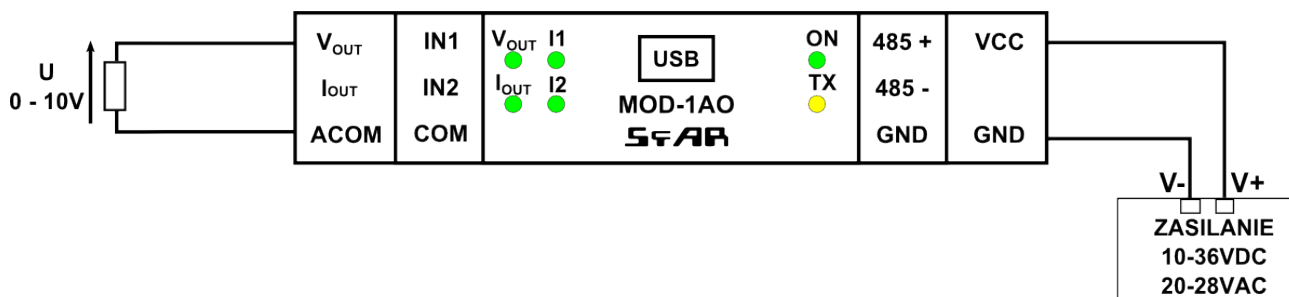 U
0 - 10V
VOUT
IOUT
ACOM
IN1
IN2
COM
VOUT I1
IOUT I2
USB
MOD-1AO
SFAR
ON
TX
485 +
485 -
GND
VCC
GND
V- V+
ZASILANIE
10-36VDC
20-28VAC